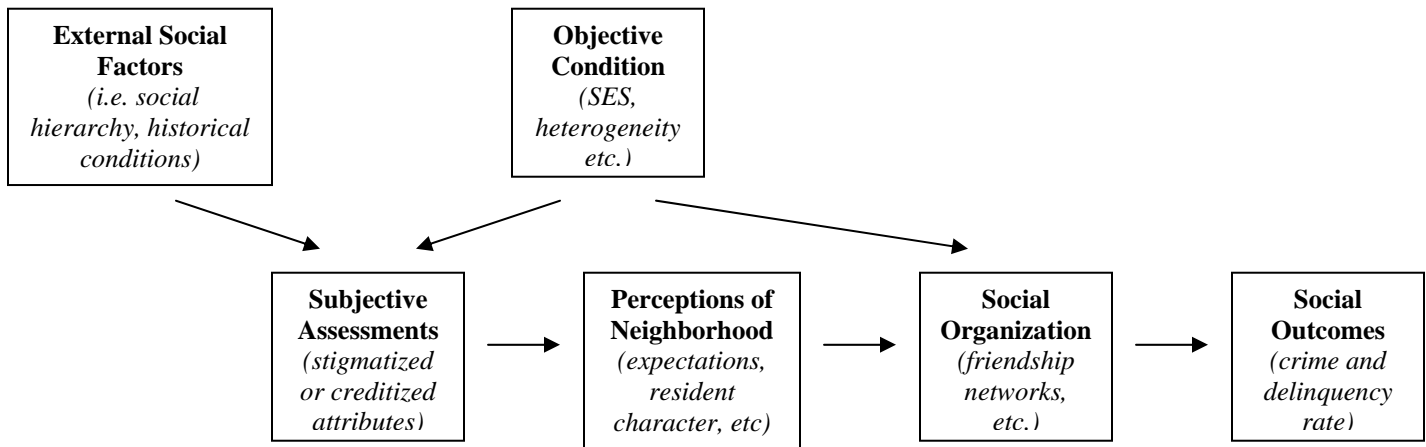 External Social
Factors
(i.e. social
hierarchy, historical
conditions)
Objective
Condition
(SES,
heterogeneity
etc.)
Subjective
Assessments
(stigmatized
or creditized
attributes)
Perceptions of
Neighborhood
(expectations,
resident
character, etc)
Social
Organization
(friendship
networks,
etc.)
Social
Outcomes
(crime and
delinquency
rate)